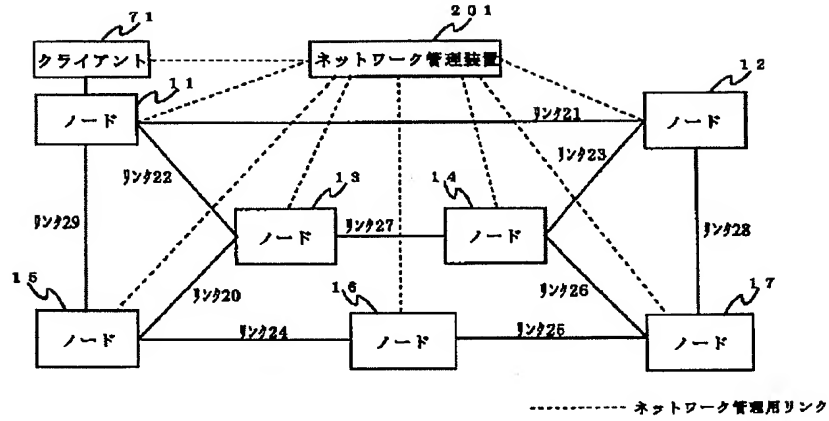 ７１
２０１
クライアント
ネットワーク管理装置
１１
１２
ノード
リンク21
ノード
リンク22
リンク23
１３
１４
リンク29
ノード
リンク27
ノード
リンク28
１５
リンク20
１６
リンク26
１７
ノード
リンク24
ノード
リンク25
ノード
ネットワーク管理用リンク